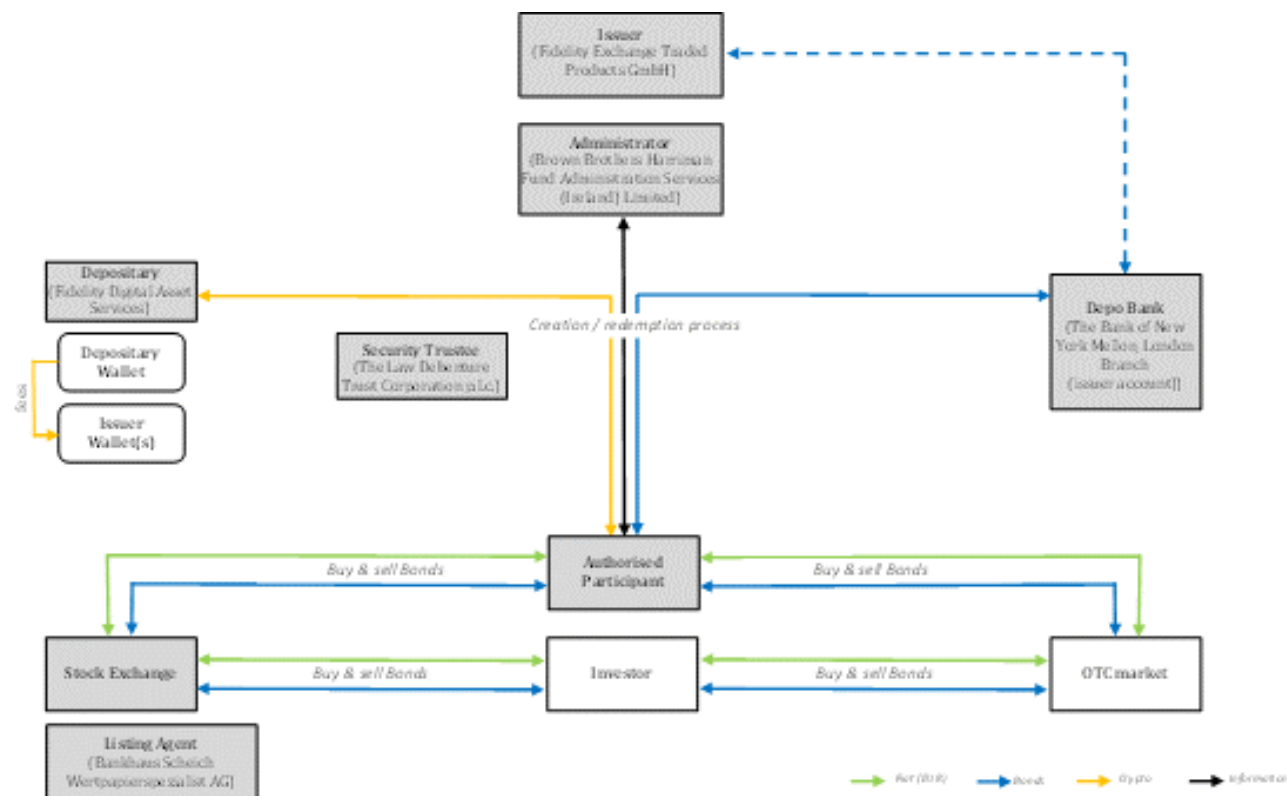 Issuer
(Fidelity Exchange Traded
Products GmbH)
Administrator
(Brown Brothers Harriman
Fund Administration Services
(Ireland) Limited)
Depositary
(Fidelity Digital Asset
Services)
Creation / redemption process
Depo Bank
(The Bank of New
York Mellon, London
Branch
(issuer account))
Depositary
Wallet
Security Trustee
(The Law Debenture
Trust Corporation p.l.c.)
fees
Issuer
Wallet(s)
Authorised
Participant
Buy & sell Bonds
Buy & sell Bonds
Stock Exchange
Buy & sell Bonds
Investor
Buy & sell Bonds
OTC market
Listing Agent
(Bankhaus Scheich
Wertpapierspezialist AG)
Bonds
Crypto
Information